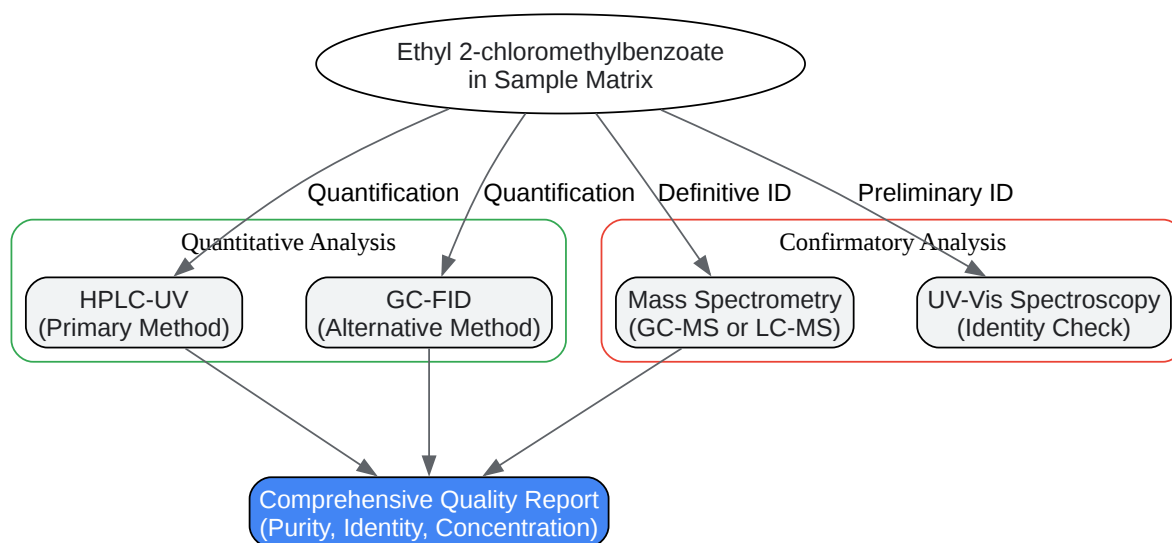 Ethyl 2-chloromethylbenzoate
in Sample Matrix
Quantification
Quantification
Definitive ID
Preliminary ID
Quantitative Analysis
Confirmatory Analysis
HPLC-UV
(Primary Method)
GC-FID
(Alternative Method)
Mass Spectrometry
(GC-MS or LC-MS)
UV-Vis Spectroscopy
(Identity Check)
Comprehensive Quality Report
(Purity, Identity, Concentration)